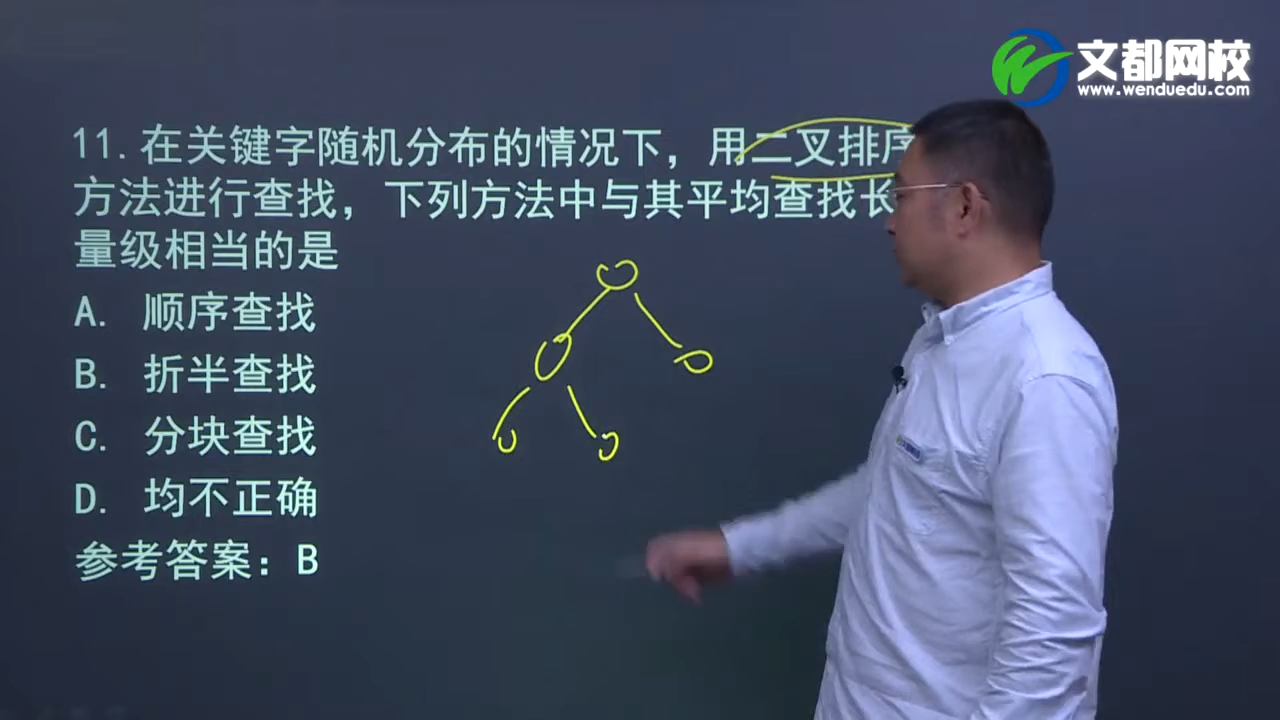 文都网校
www.wenduedu.com
11.在关键字随机分布的情况下，用二叉排序
方法进行查找，下列方法中与其平均查找长
量级相当的是
A. 顺序查找
B. 折半查找
C. 分块查找
D. 均不正确
参考答案：B